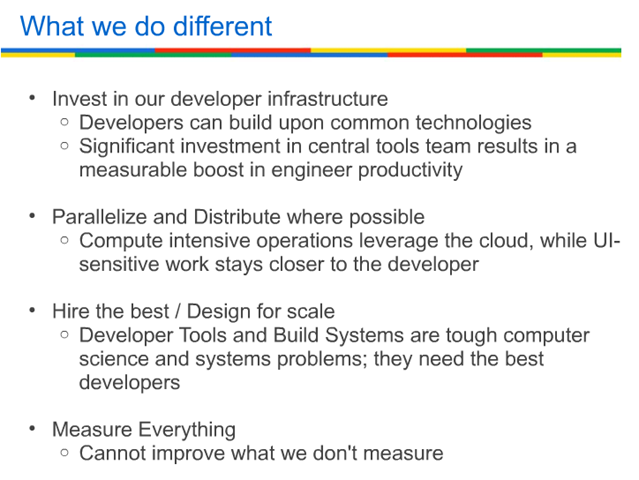 What we do different
• Invest in our developer infrastructure
○ Developers can build upon common technologies
○ Significant investment in central tools team results in a
measurable boost in engineer productivity
• Parallelize and Distribute where possible
○ Compute intensive operations leverage the cloud, while UI-
sensitive work stays closer to the developer
• Hire the best / Design for scale
○ Developer Tools and Build Systems are tough computer
science and systems problems; they need the best
developers
• Measure Everything
○ Cannot improve what we don't measure